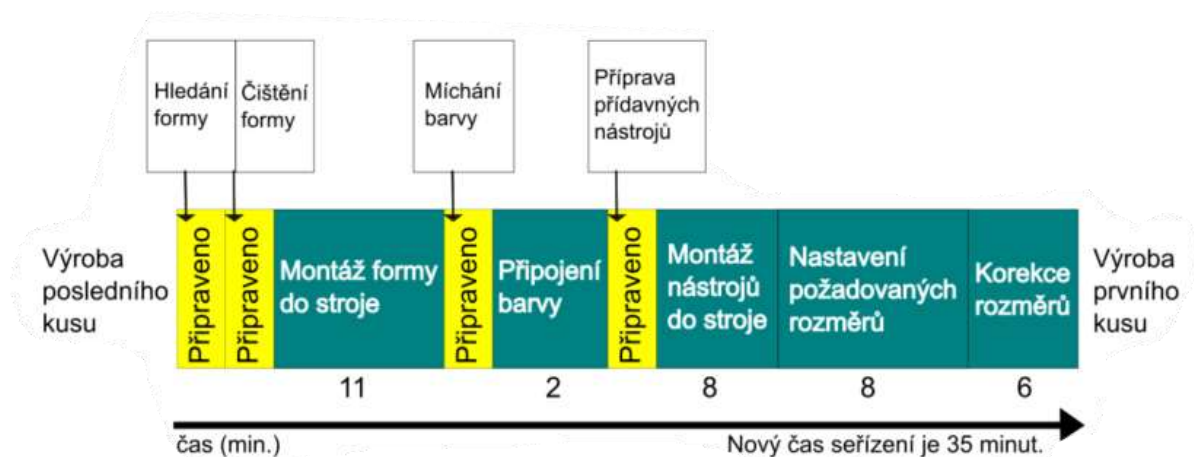 Hledání
formy
Čištění
formy
Míchání
barvy
Příprava
přídavných
nástrojů
Výroba
posledního
kusu
Připraveno
Připraveno
Montáž formy
do stroje
Připraveno
Připojení
barvy
Připraveno
Montáž
nástrojů
do stroje
Nastavení
požadovaných
rozměrů
Korekce
rozměrů
Výroba
prvního
kusu
11
2
8
8
6
čas (min.)
Nový čas seřízení je 35 minut.